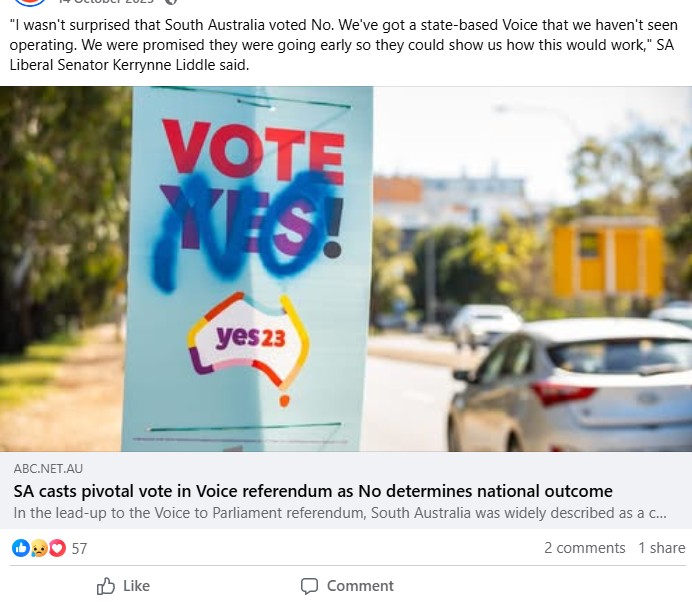 "I wasn't surprised that South Australia voted No. We've got a state-based Voice that we haven't seen
operating. We were promised they were going early so they could show us how this would work," SA
Liberal Senator Kerrynne Liddle said.
VOTE
YES!
NO
yes23
ABC.NET.AU
SA casts pivotal vote in Voice referendum as No determines national outcome
In the lead-up to the Voice to Parliament referendum, South Australia was widely described as a c...
57
2 comments 1 share
Like
Comment